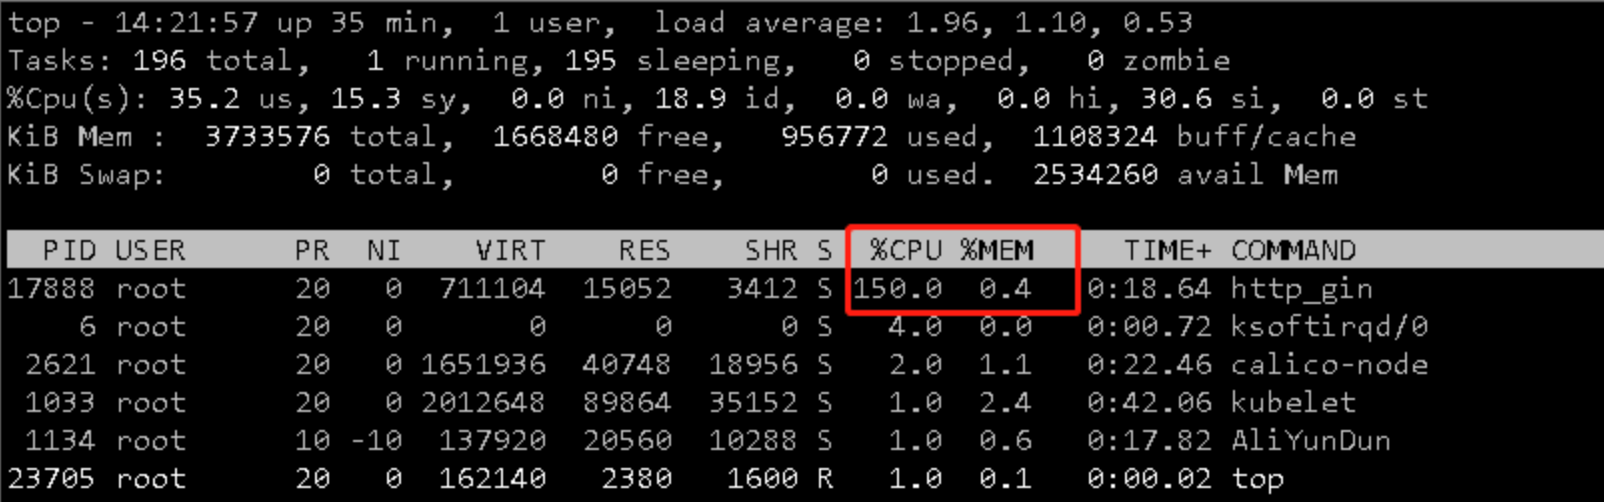 top - 14:21:57 up 35 min,  1 user,  load average: 1.96, 1.10, 0.53
Tasks: 196 total,   1 running, 195 sleeping,   0 stopped,   0 zombie
%Cpu(s): 35.2 us, 15.3 sy,  0.0 ni, 18.9 id,  0.0 wa,  0.0 hi, 30.6 si,  0.0 st
KiB Mem :  3733576 total,  1668480 free,   956772 used,  1108324 buff/cache
KiB Swap:        0 total,        0 free,        0 used.  2534260 avail Mem
  PID USER      PR  NI    VIRT    RES    SHR S  %CPU %MEM     TIME+ COMMAND
17888 root      20   0  711104  15052   3412 S 150.0  0.4   0:18.64 http_gin
    6 root      20   0       0      0      0 S   4.0  0.0   0:00.72 ksoftirqd/0
 2621 root      20   0 1651936  40748  18956 S   2.0  1.1   0:22.46 calico-node
 1033 root      20   0 2012648  89864  35152 S   1.0  2.4   0:42.06 kubelet
 1134 root      10 -10  137920  20560  10288 S   1.0  0.6   0:17.82 AliYunDun
23705 root      20   0  162140   2380   1600 R   1.0  0.1   0:00.02 top